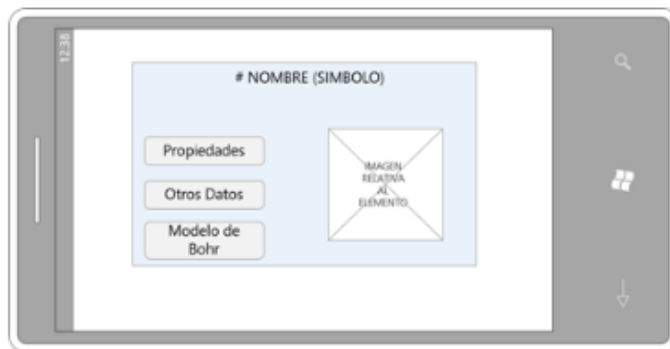 12:38
# NOMBRE (SIMBOLO)
Propiedades
Otros Datos
Modelo de
Bohr
IMAGEN
RELATIVA
AL
ELEMENTO